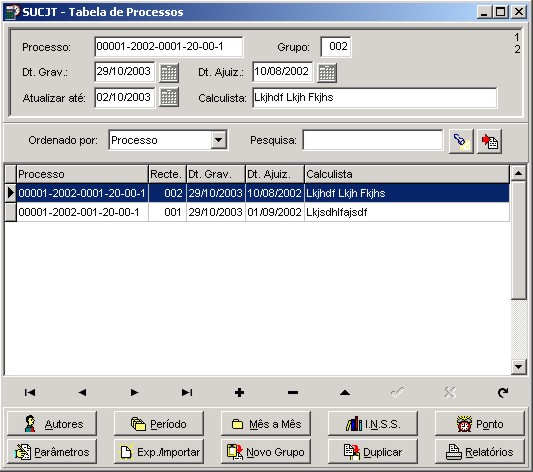 SUCJT - Tabela de Processos
Processo: 00001-2002-0001-20-00-1 Grupo: 002 1
2
Dt. Grav.: 29/10/2003 Dt. Ajuiz.: 10/08/2002
Atualizar até: 02/10/2003 Calculista: Lkjhdf Lkjh Fkjhs
Ordenado por: Processo Pesquisa:
Processo Recte. Dt. Grav. Dt. Ajuiz. Calculista
00001-2002-0001-20-00-1 002 29/10/2003 10/08/2002 Lkjhdf Lkjh Fkjhs
00001-2002-001-20-00-1 001 29/10/2003 01/09/2002 Lkjsdhlfajsdf
Autores Período Mês a Mês I.N.S.S. Ponto
Parâmetros Exp./Importar Novo Grupo Duplicar Relatórios